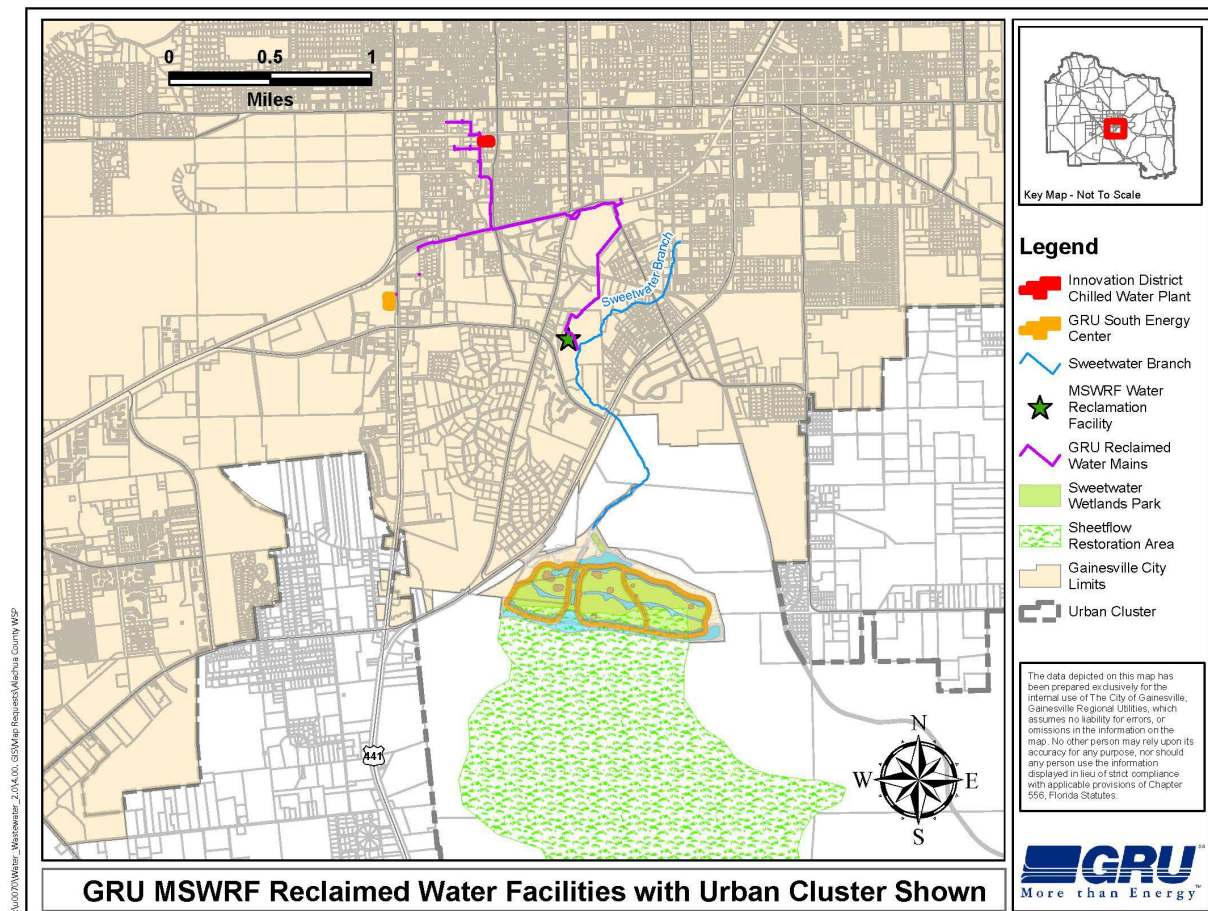 0 0.5 1
Miles
Sweetwater Branch
441
N
W E
S
Key Map - Not To Scale
Legend
Innovation District
Chilled Water Plant
GRU South Energy
Center
Sweetwater Branch
MSWRF Water
Reclamation
Facility
GRU Reclaimed
Water Mains
Sweetwater
Wetlands Park
Sheetflow
Restoration Area
Gainesville City
Limits
Urban Cluster
The data depicted on this map has
been prepared exclusively for the
internal use of The City of Gainesville,
Gainesville Regional Utilities, which
assumes no liability for errors, or
omissions in the information on the
map. No other person may rely upon its
accuracy for any purpose, nor should
any person use the information
displayed in lieu of strict compliance
with applicable provisions of Chapter
556, Florida Statutes.
GRU
More than Energy
GRU MSWRF Reclaimed Water Facilities with Urban Cluster Shown